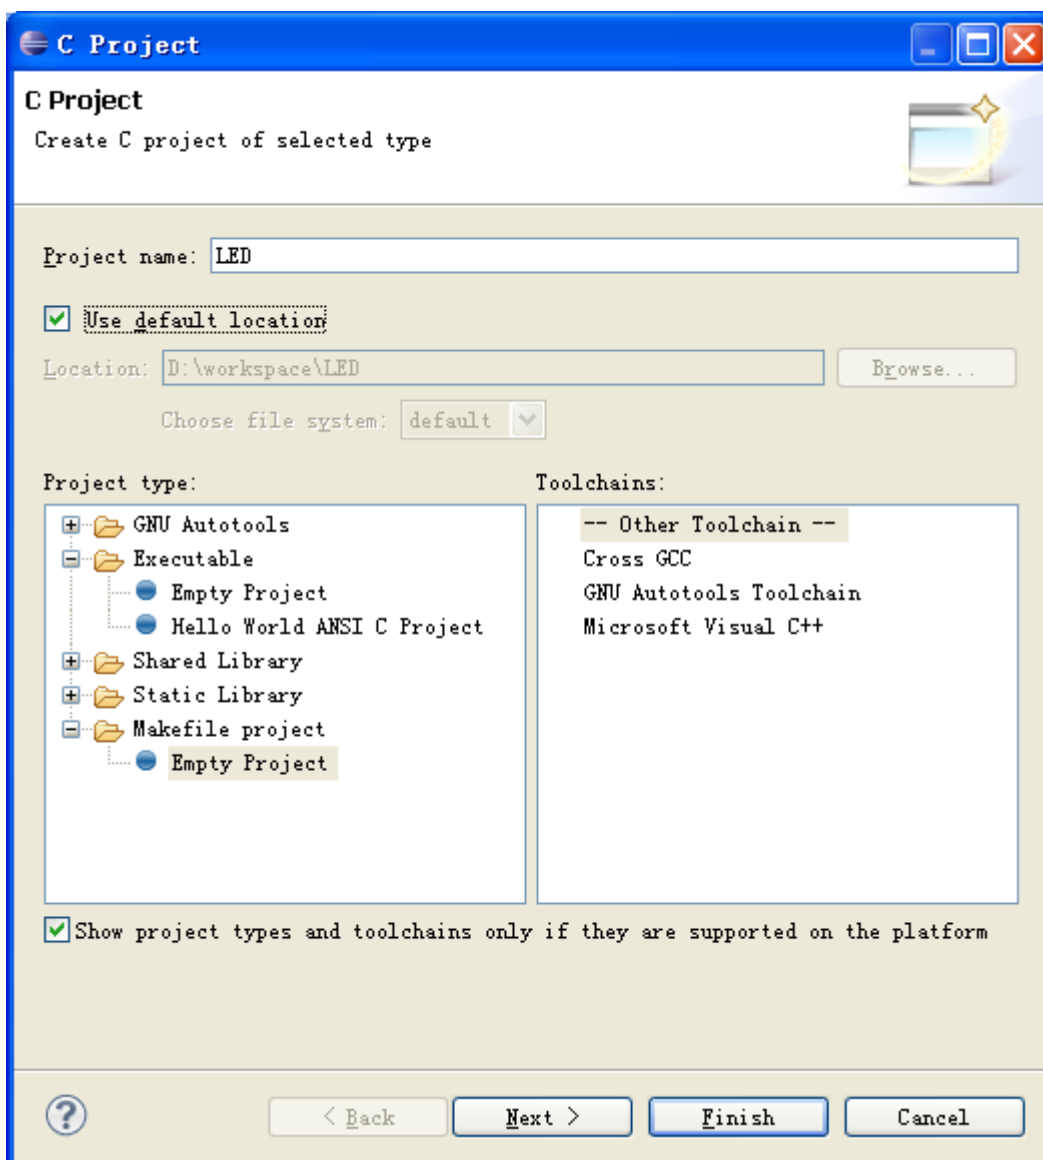 C Project
C Project
Create C project of selected type
Project name: LED
Use default location
Location: D:\workspace\LED Browse...
Choose file system: default
Project type: Toolchains:
GNU Autotools
Executable
Empty Project
Hello World ANSI C Project
Shared Library
Static Library
Makefile project
Empty Project
-- Other Toolchain --
Cross GCC
GNU Autotools Toolchain
Microsoft Visual C++
Show project types and toolchains only if they are supported on the platform
? < Back Next > Finish Cancel